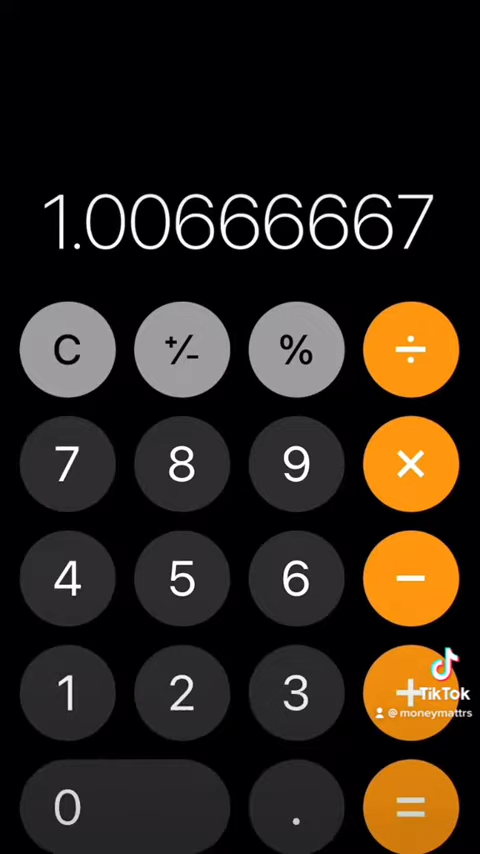 1.00666667
C +/- % ÷
7 8 9 ×
4 5 6 −
1 2 3 +
TikTok
@moneymattrs
0 . =